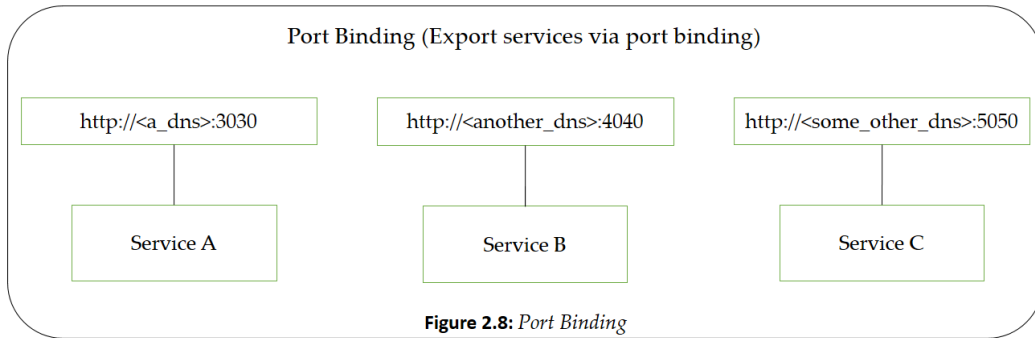 Port Binding (Export services via port binding)
http://<a_dns>:3030
http://<another_dns>:4040
http://<some_other_dns>:5050
Service A
Service B
Service C
Figure 2.8: Port Binding